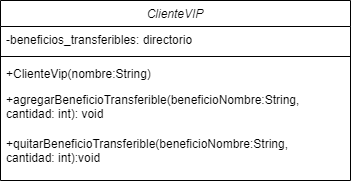 ClienteVIP
-beneficios_transferibles: directorio
+ClienteVip(nombre:String)
+agregarBeneficioTransferible(beneficioNombre:String,
cantidad: int): void
+quitarBeneficioTransferible(beneficioNombre:String,
cantidad: int):void